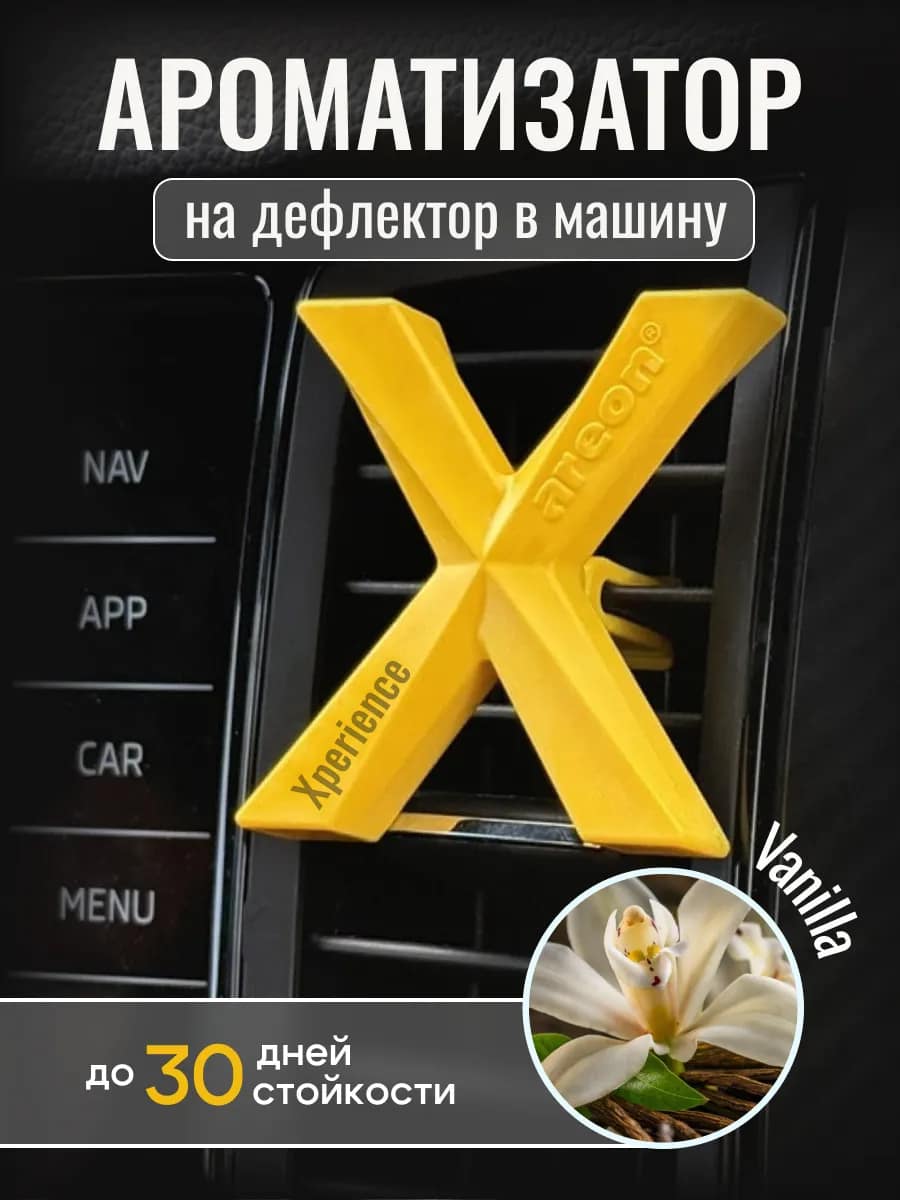 АРОМАТИЗАТОР
на дефлектор в машину
areon®
NAV
APP
CAR
MENU
Xperience
Vanilla
до 30 дней
стойкости